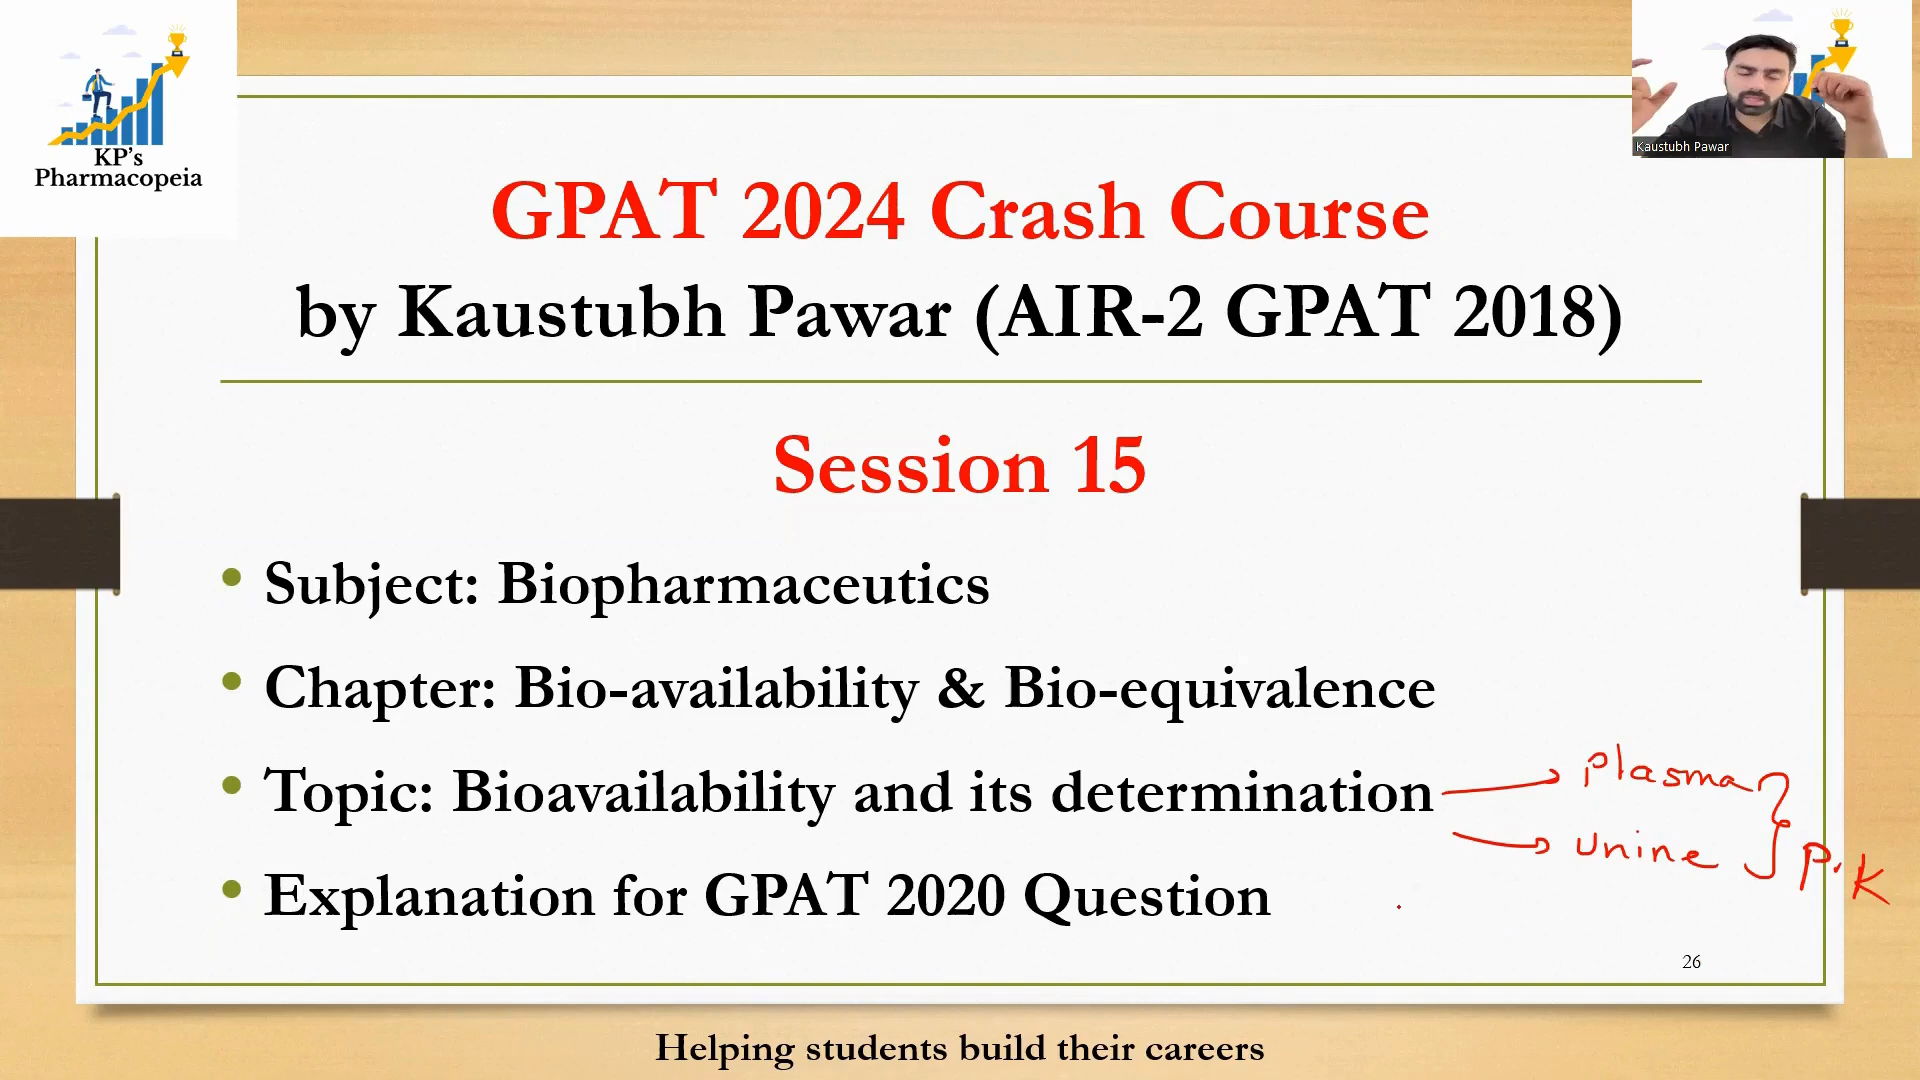 KP's
Pharmacopeia
Kaustubh Pawar
GPAT 2024 Crash Course
by Kaustubh Pawar (AIR-2 GPAT 2018)
Session 15
• Subject: Biopharmaceutics
• Chapter: Bio-availability & Bio-equivalence
• Topic: Bioavailability and its determination
Plasma
Urine
P.K
• Explanation for GPAT 2020 Question
26
Helping students build their careers